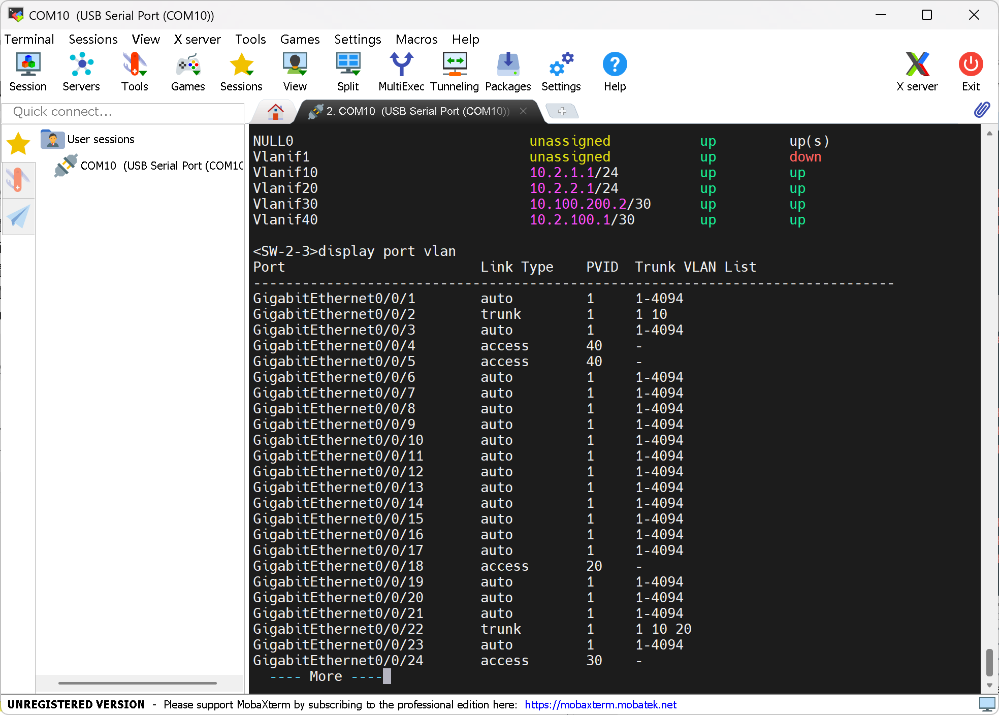 COM10  (USB Serial Port (COM10))
Terminal Sessions View X server Tools Games Settings Macros Help
Session Servers Tools Games Sessions View Split MultiExec Tunneling Packages Settings Help X server Exit
Quick connect...
2. COM10  (USB Serial Port (COM10))
User sessions
COM10  (USB Serial Port (COM10
NULL0 unassigned up up(s)
Vlanif1 unassigned up down
Vlanif10 10.2.1.1/24 up up
Vlanif20 10.2.2.1/24 up up
Vlanif30 10.100.200.2/30 up up
Vlanif40 10.2.100.1/30 up up
<SW-2-3>display port vlan
Port Link Type PVID Trunk VLAN List
-------------------------------------------------------------------------------
GigabitEthernet0/0/1 auto 1 1-4094
GigabitEthernet0/0/2 trunk 1 1 10
GigabitEthernet0/0/3 auto 1 1-4094
GigabitEthernet0/0/4 access 40 -
GigabitEthernet0/0/5 access 40 -
GigabitEthernet0/0/6 auto 1 1-4094
GigabitEthernet0/0/7 auto 1 1-4094
GigabitEthernet0/0/8 auto 1 1-4094
GigabitEthernet0/0/9 auto 1 1-4094
GigabitEthernet0/0/10 auto 1 1-4094
GigabitEthernet0/0/11 auto 1 1-4094
GigabitEthernet0/0/12 auto 1 1-4094
GigabitEthernet0/0/13 auto 1 1-4094
GigabitEthernet0/0/14 auto 1 1-4094
GigabitEthernet0/0/15 auto 1 1-4094
GigabitEthernet0/0/16 auto 1 1-4094
GigabitEthernet0/0/17 auto 1 1-4094
GigabitEthernet0/0/18 access 20 -
GigabitEthernet0/0/19 auto 1 1-4094
GigabitEthernet0/0/20 auto 1 1-4094
GigabitEthernet0/0/21 auto 1 1-4094
GigabitEthernet0/0/22 trunk 1 1 10 20
GigabitEthernet0/0/23 auto 1 1-4094
GigabitEthernet0/0/24 access 30 -
---- More ----
UNREGISTERED VERSION - Please support MobaXterm by subscribing to the professional edition here: https://mobaxterm.mobatek.net